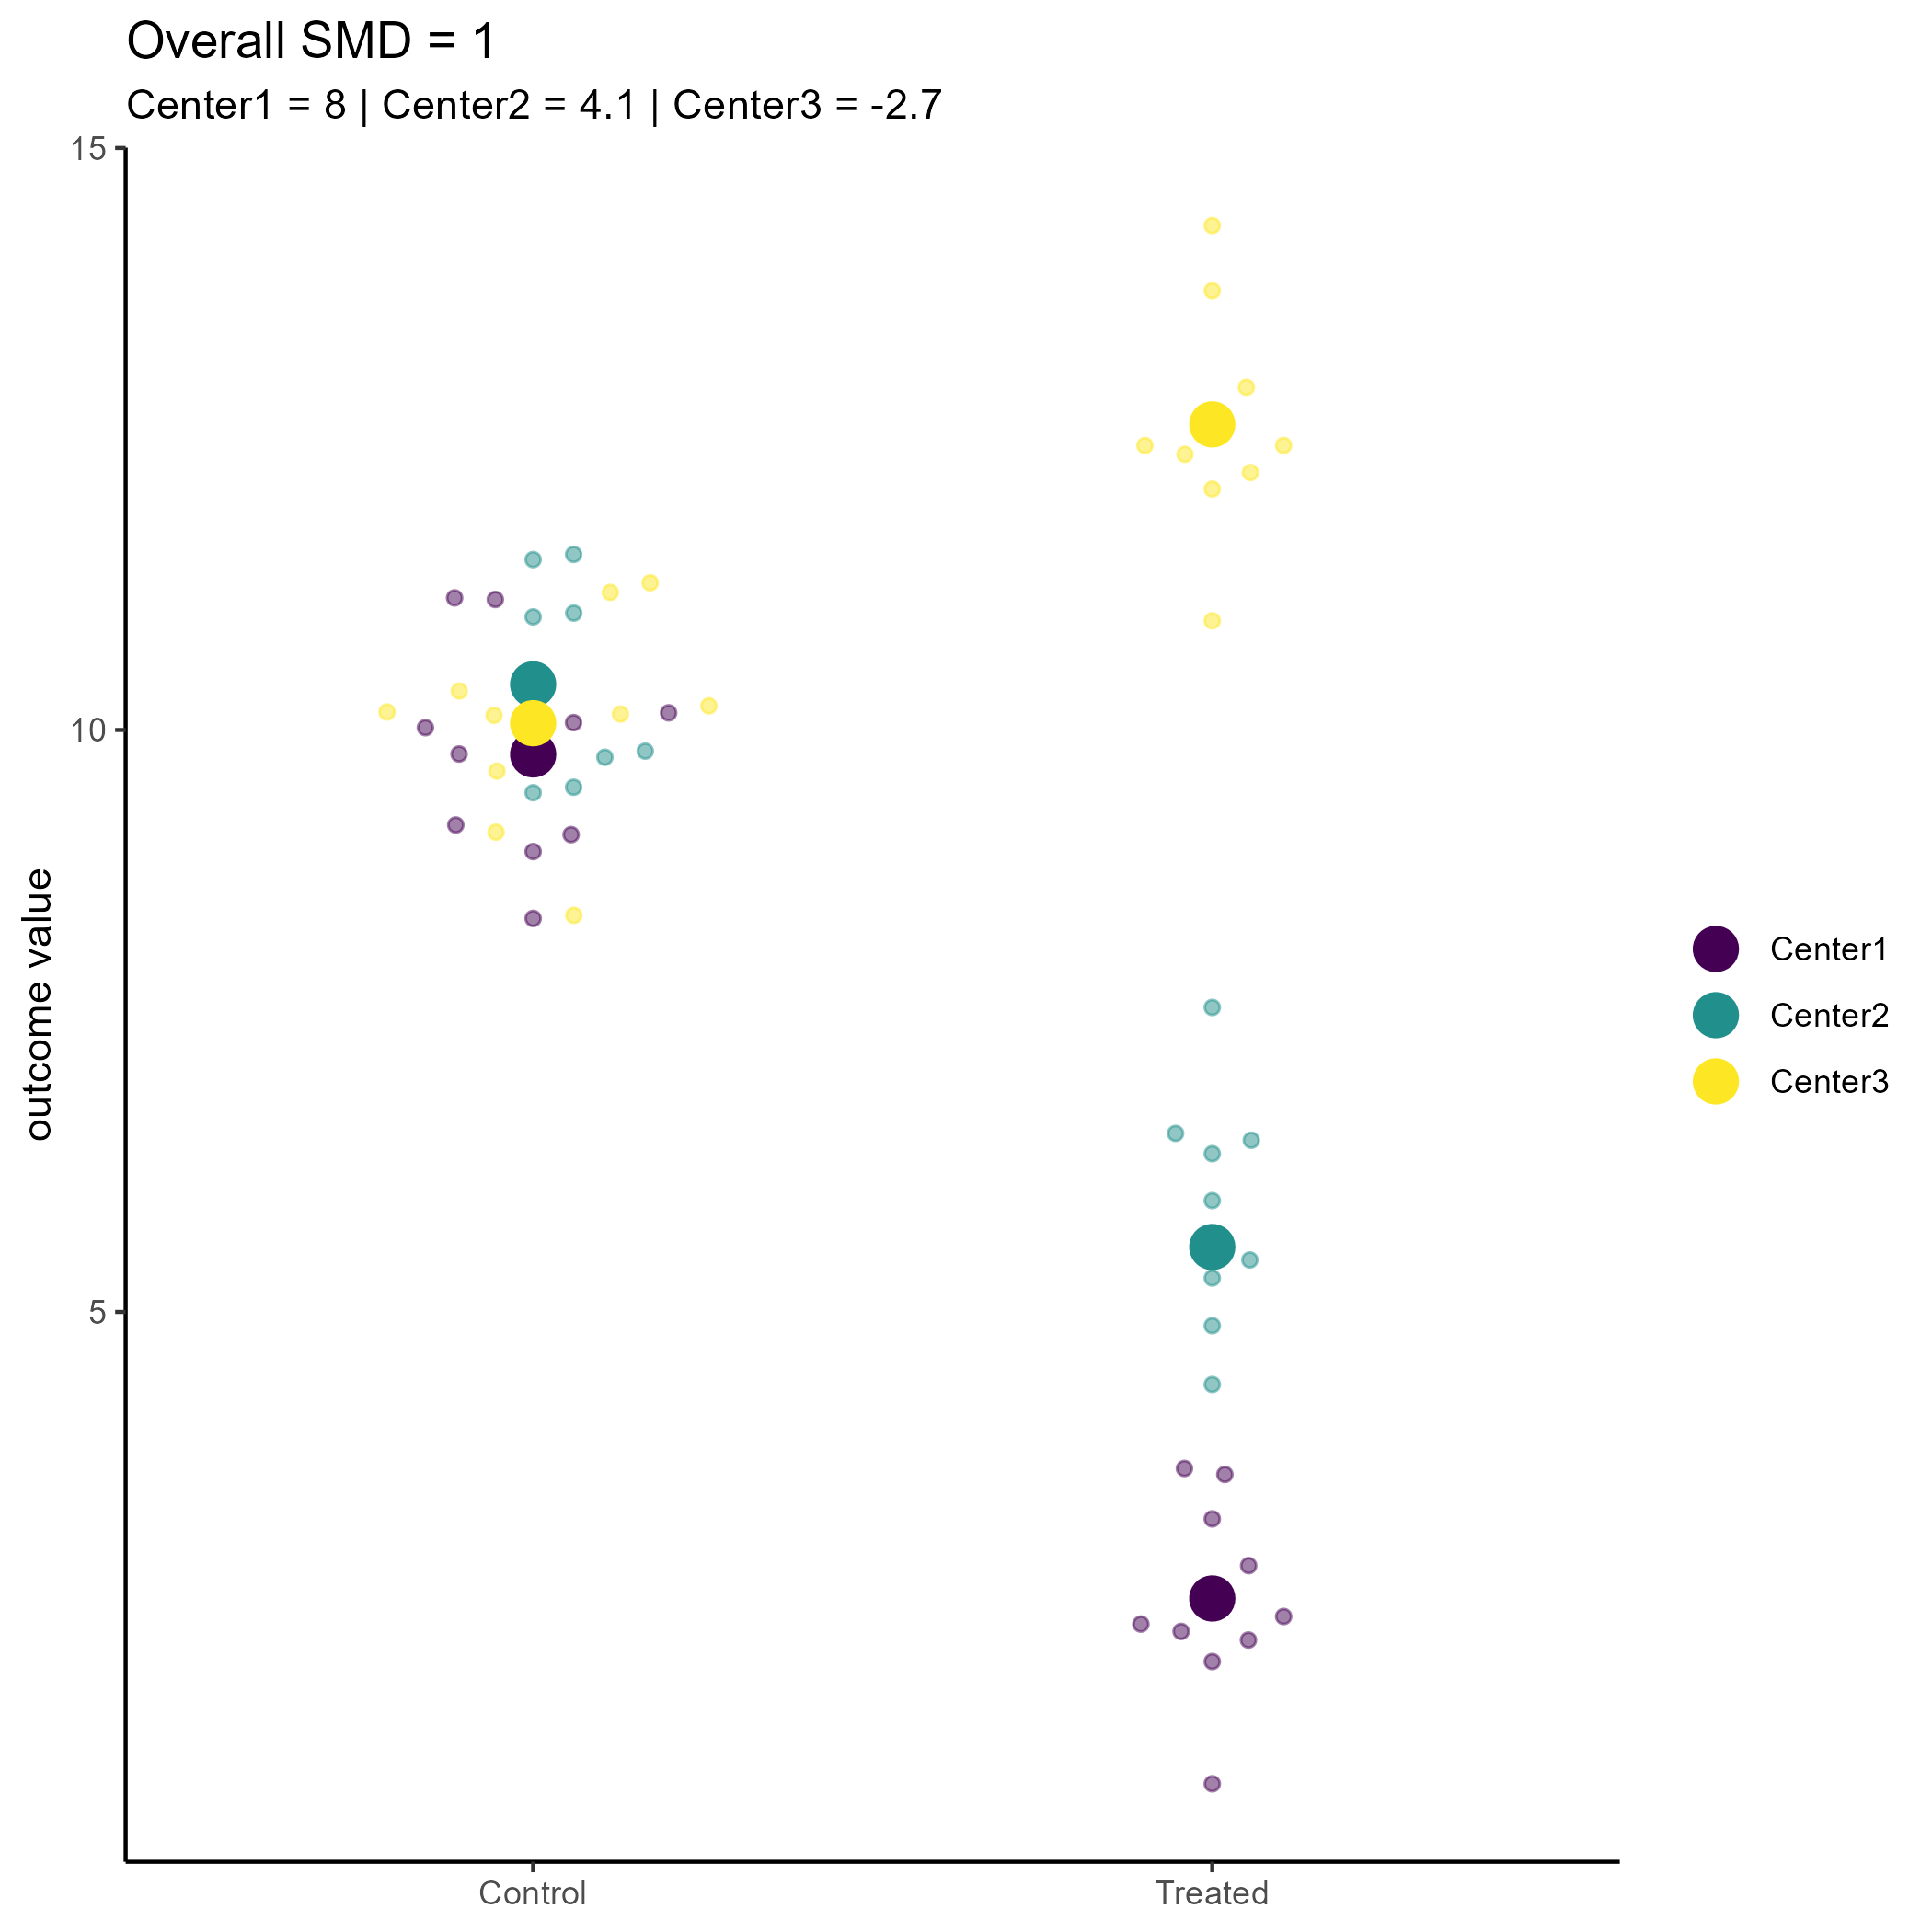 Overall SMD = 1
Center1 = 8 | Center2 = 4.1 | Center3 = -2.7
15
10
5
outcome value
Control
Treated
Center1
Center2
Center3